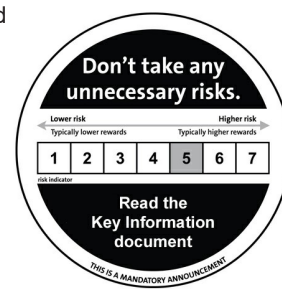 d
Don't take any
unnecessary risks.
Lower risk Higher risk
Typically lower rewards Typically higher rewards
1 2 3 4 5 6 7
risk indicator
Read the
Key Information
document
THIS IS A MANDATORY ANNOUNCEMENT